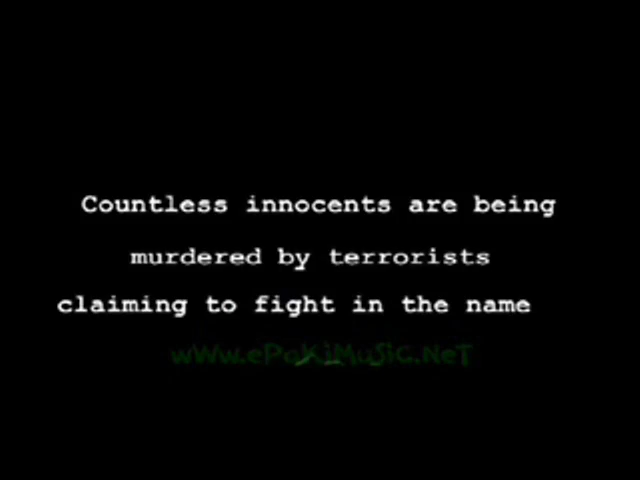 Countless innocents are being
murdered by terrorists
claiming to fight in the name
wWw.ePaKiMuSiC.NeT